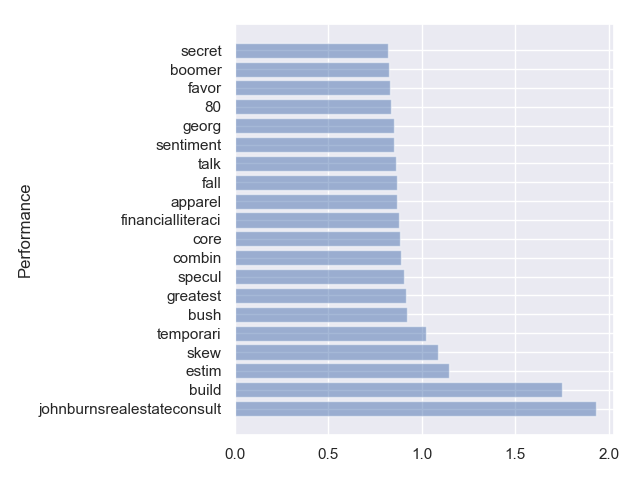 secret
boomer
favor
80
georg
sentiment
talk
fall
apparel
financialliteraci
core
combin
specul
greatest
bush
temporari
skew
estim
build
johnburnsrealestateconsult
Performance
0.0 0.5 1.0 1.5 2.0